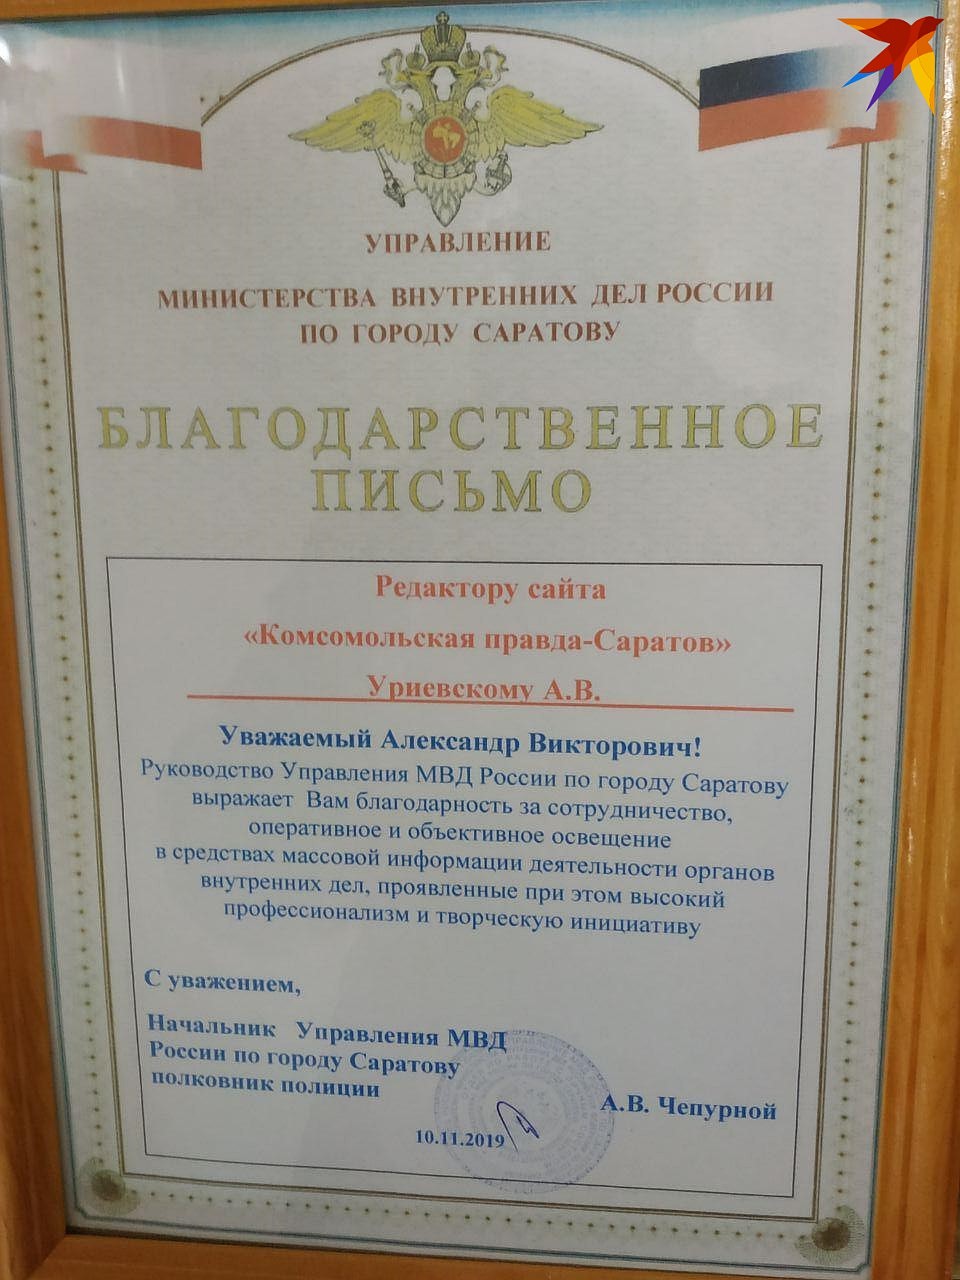 УПРАВЛЕНИЕ
МИНИСТЕРСТВА ВНУТРЕННИХ ДЕЛ РОССИИ
ПО ГОРОДУ САРАТОВУ
БЛАГОДАРСТВЕННОЕ
ПИСЬМО
Редактору сайта
«Комсомольская правда-Саратов»
Уриевскому А.В.
Уважаемый Александр Викторович!
Руководство Управления МВД России по городу Саратову
выражает Вам благодарность за сотрудничество,
оперативное и объективное освещение
в средствах массовой информации деятельности органов
внутренних дел, проявленные при этом высокий
профессионализм и творческую инициативу
С уважением,
Начальник Управления МВД
России по городу Саратову
полковник полиции
А.В. Чепурной
10.11.2019